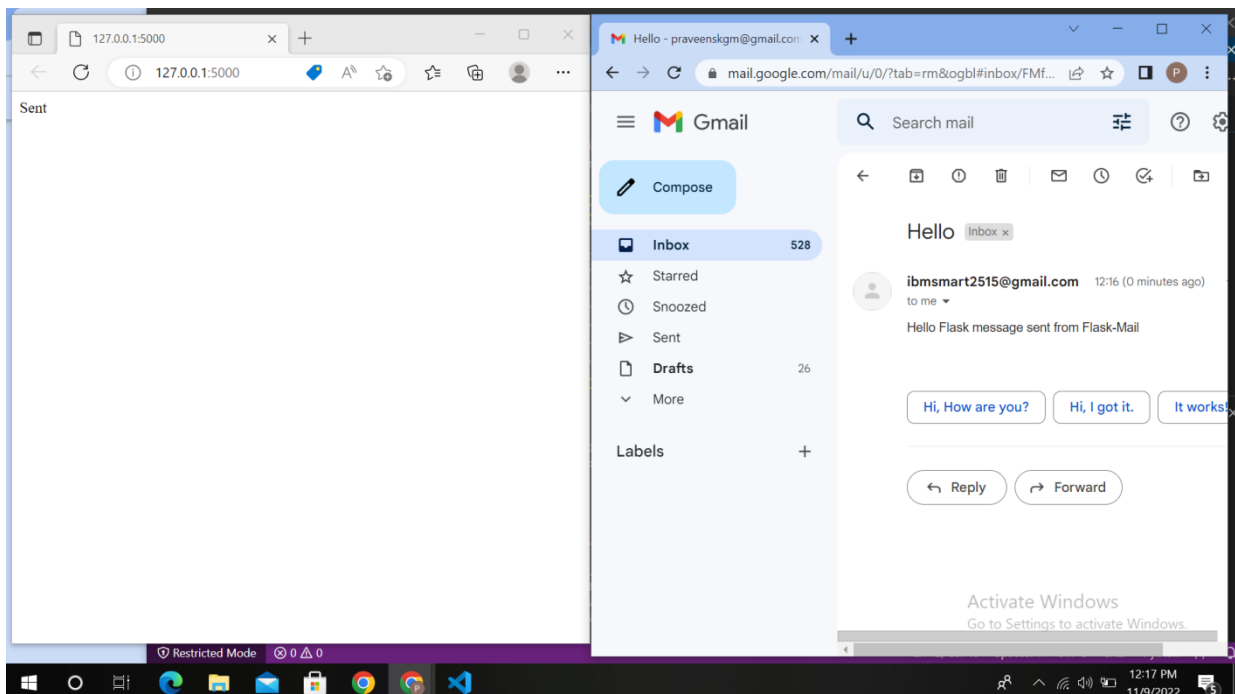 127.0.0.1:5000
127.0.0.1:5000
Sent
Hello - praveenskgm@gmail.com
mail.google.com/mail/u/0/?tab=rm&ogbl#inbox/FMf...
P
Gmail
Search mail
Compose
Inbox 528
Starred
Snoozed
Sent
Drafts 26
More
Labels
Hello Inbox ×
ibmsmart2515@gmail.com 12:16 (0 minutes ago)
to me
Hello Flask message sent from Flask-Mail
Hi, How are you? Hi, I got it. It works!
Reply Forward
Activate Windows
Go to Settings to activate Windows.
Restricted Mode 0 0
12:17 PM
11/9/2022
5